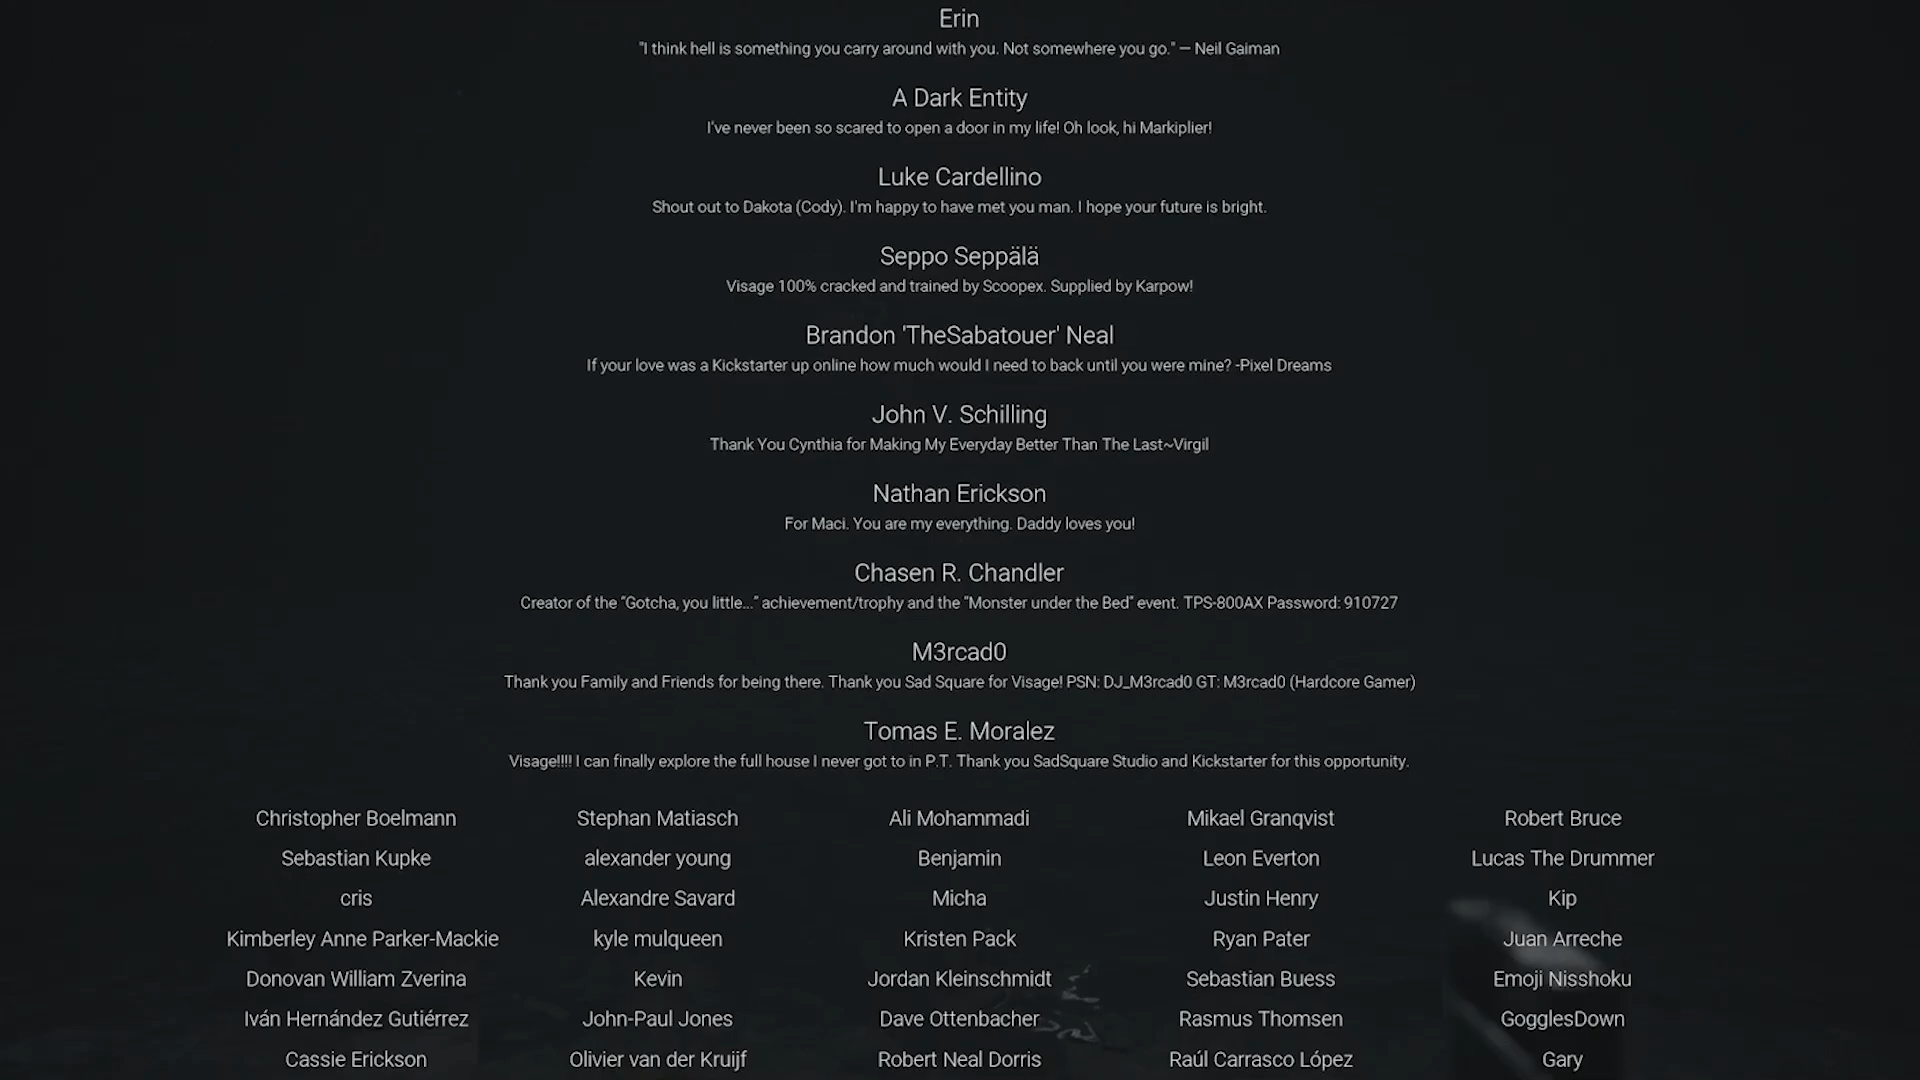 Erin
"I think hell is something you carry around with you. Not somewhere you go." — Neil Gaiman
A Dark Entity
I've never been so scared to open a door in my life! Oh look, hi Markiplier!
Luke Cardellino
Shout out to Dakota (Cody). I'm happy to have met you man. I hope your future is bright.
Seppo Seppälä
Visage 100% cracked and trained by Scoopex. Supplied by Karpow!
Brandon 'TheSabatouer' Neal
If your love was a Kickstarter up online how much would I need to back until you were mine? -Pixel Dreams
John V. Schilling
Thank You Cynthia for Making My Everyday Better Than The Last~Virgil
Nathan Erickson
For Maci. You are my everything. Daddy loves you!
Chasen R. Chandler
Creator of the “Gotcha, you little...” achievement/trophy and the “Monster under the Bed” event. TPS-800AX Password: 910727
M3rcad0
Thank you Family and Friends for being there. Thank you Sad Square for Visage! PSN: DJ_M3rcad0 GT: M3rcad0 (Hardcore Gamer)
Tomas E. Moralez
Visage!!!! I can finally explore the full house I never got to in P.T. Thank you SadSquare Studio and Kickstarter for this opportunity.
Christopher Boelmann Stephan Matiasch Ali Mohammadi Mikael Granqvist Robert Bruce
Sebastian Kupke alexander young Benjamin Leon Everton Lucas The Drummer
cris Alexandre Savard Micha Justin Henry Kip
Kimberley Anne Parker-Mackie kyle mulqueen Kristen Pack Ryan Pater Juan Arreche
Donovan William Zverina Kevin Jordan Kleinschmidt Sebastian Buess Emoji Nisshoku
Iván Hernández Gutiérrez John-Paul Jones Dave Ottenbacher Rasmus Thomsen GogglesDown
Cassie Erickson Olivier van der Kruijf Robert Neal Dorris Raúl Carrasco López Gary